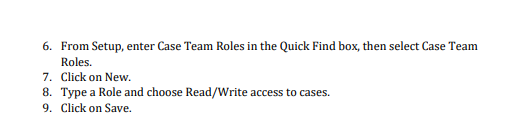 6. From Setup, enter Case Team Roles in the Quick Find box, then select Case Team
Roles.
7. Click on New.
8. Type a Role and choose Read/Write access to cases.
9. Click on Save.